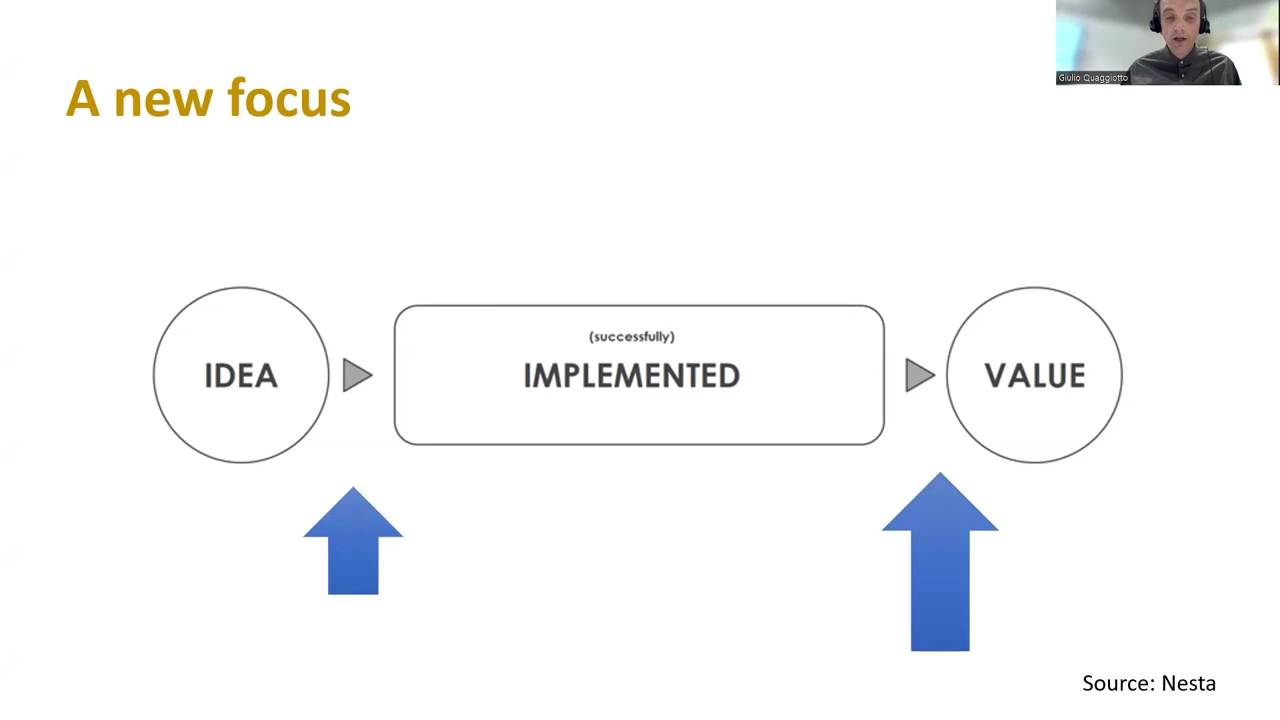 Giulio Quaggiotto
A new focus
IDEA
(successfully)
IMPLEMENTED
VALUE
Source: Nesta